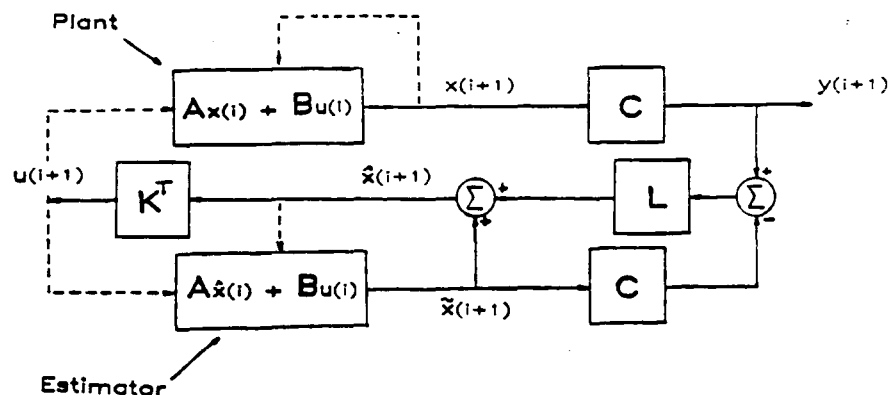 Plant
Ax(i) + Bu(i)
x(i+1)
C
y(i+1)
u(i+1)
K^T
x̂(i+1)
Σ
+
+
L
Σ
+
-
Ax̂(i) + Bu(i)
x̃(i+1)
C
Estimator